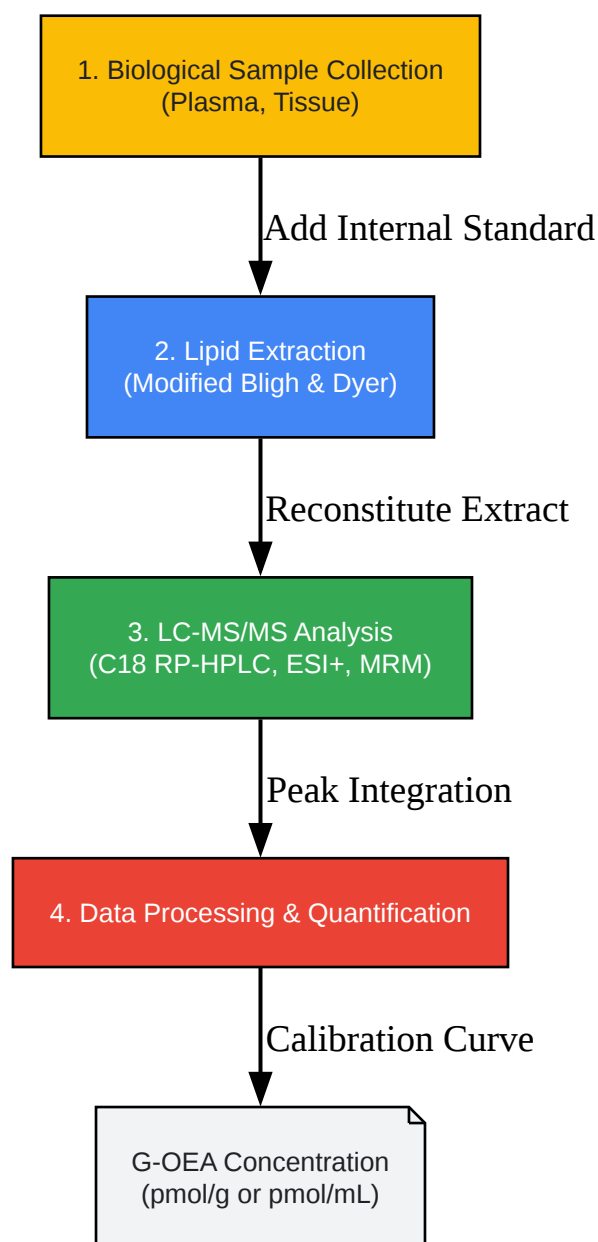 1. Biological Sample Collection
(Plasma, Tissue)
Add Internal Standard
2. Lipid Extraction
(Modified Bligh & Dyer)
Reconstitute Extract
3. LC-MS/MS Analysis
(C18 RP-HPLC, ESI+, MRM)
Peak Integration
4. Data Processing & Quantification
Calibration Curve
G-OEA Concentration
(pmol/g or pmol/mL)